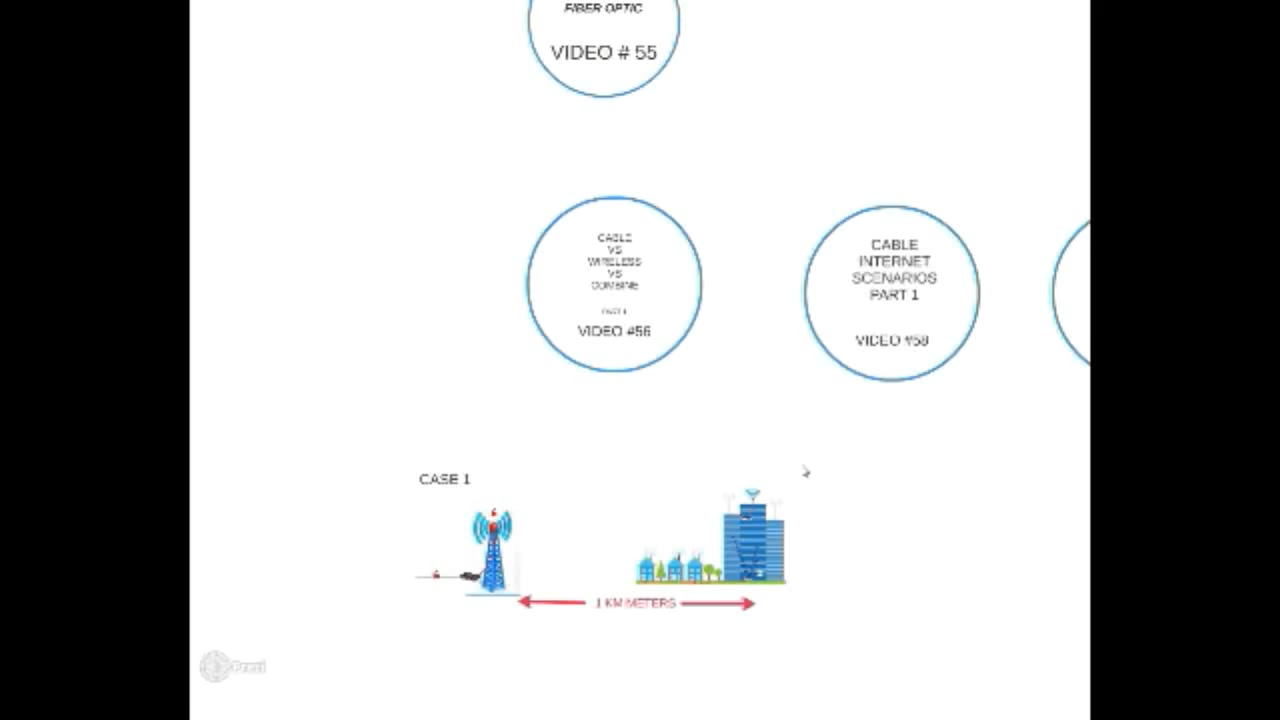 FIBER OPTIC
VIDEO # 55
CABLE
VS
WIRELESS
VS
COMBINE
VIDEO #56
CABLE
INTERNET
SCENARIOS
PART 1
VIDEO #58
CASE 1
1 KM METERS
Prezi